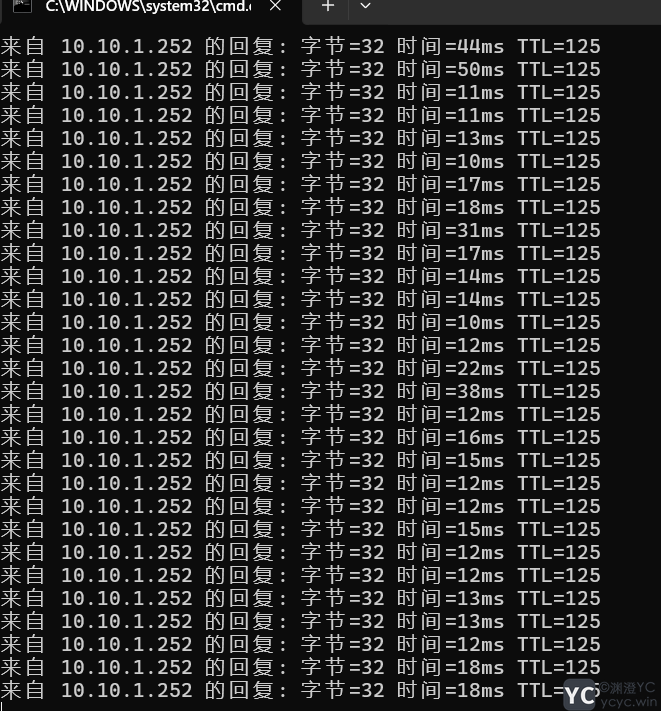 C:\WINDOWS\system32\cmd.e
来自 10.10.1.252 的回复: 字节=32 时间=44ms TTL=125
来自 10.10.1.252 的回复: 字节=32 时间=50ms TTL=125
来自 10.10.1.252 的回复: 字节=32 时间=11ms TTL=125
来自 10.10.1.252 的回复: 字节=32 时间=11ms TTL=125
来自 10.10.1.252 的回复: 字节=32 时间=13ms TTL=125
来自 10.10.1.252 的回复: 字节=32 时间=10ms TTL=125
来自 10.10.1.252 的回复: 字节=32 时间=17ms TTL=125
来自 10.10.1.252 的回复: 字节=32 时间=18ms TTL=125
来自 10.10.1.252 的回复: 字节=32 时间=31ms TTL=125
来自 10.10.1.252 的回复: 字节=32 时间=17ms TTL=125
来自 10.10.1.252 的回复: 字节=32 时间=14ms TTL=125
来自 10.10.1.252 的回复: 字节=32 时间=14ms TTL=125
来自 10.10.1.252 的回复: 字节=32 时间=10ms TTL=125
来自 10.10.1.252 的回复: 字节=32 时间=12ms TTL=125
来自 10.10.1.252 的回复: 字节=32 时间=22ms TTL=125
来自 10.10.1.252 的回复: 字节=32 时间=38ms TTL=125
来自 10.10.1.252 的回复: 字节=32 时间=12ms TTL=125
来自 10.10.1.252 的回复: 字节=32 时间=16ms TTL=125
来自 10.10.1.252 的回复: 字节=32 时间=15ms TTL=125
来自 10.10.1.252 的回复: 字节=32 时间=12ms TTL=125
来自 10.10.1.252 的回复: 字节=32 时间=12ms TTL=125
来自 10.10.1.252 的回复: 字节=32 时间=15ms TTL=125
来自 10.10.1.252 的回复: 字节=32 时间=12ms TTL=125
来自 10.10.1.252 的回复: 字节=32 时间=12ms TTL=125
来自 10.10.1.252 的回复: 字节=32 时间=13ms TTL=125
来自 10.10.1.252 的回复: 字节=32 时间=13ms TTL=125
来自 10.10.1.252 的回复: 字节=32 时间=12ms TTL=125
来自 10.10.1.252 的回复: 字节=32 时间=18ms TTL=125
来自 10.10.1.252 的回复: 字节=32 时间=18ms TTL=125
YC
©渊澄YC
ycyc.win